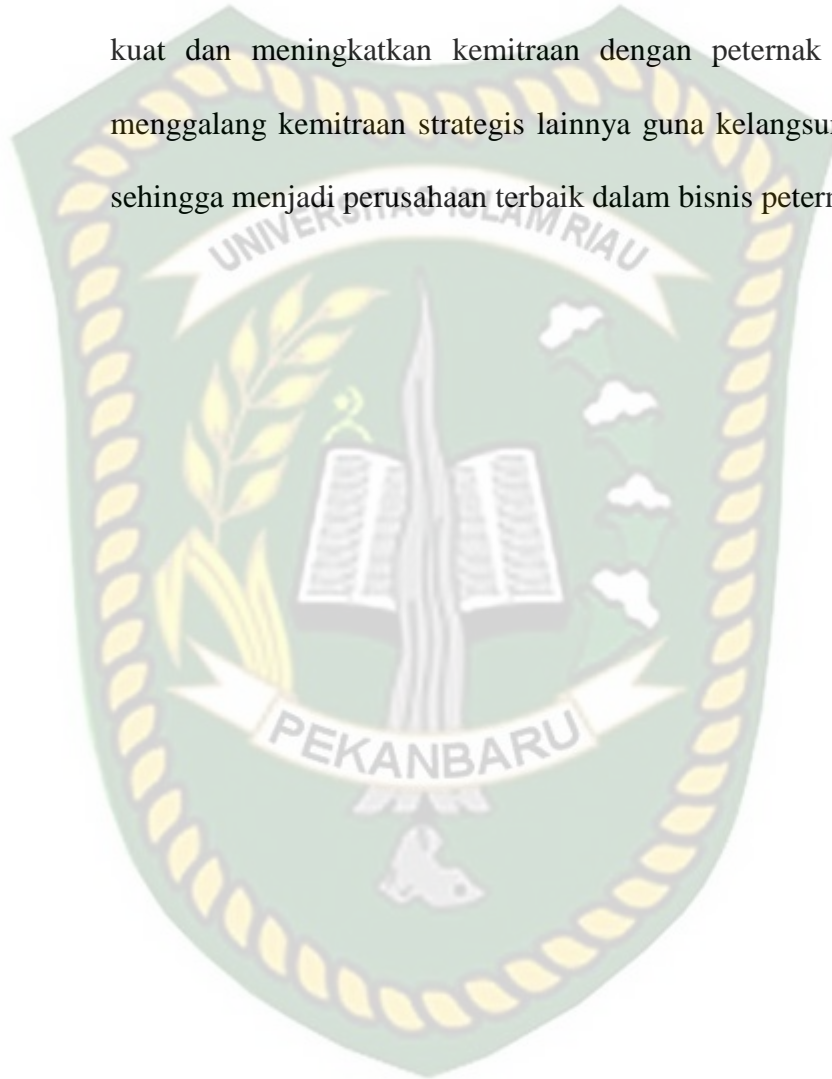 kuat dan meningkatkan kemitraan dengan peternak
menggalang kemitraan strategis lainnya guna
sehingga menjadi perusahaan terbaik dalam bisnis
UNIVERSITAS ISLAM RIAU
PEKANBARU